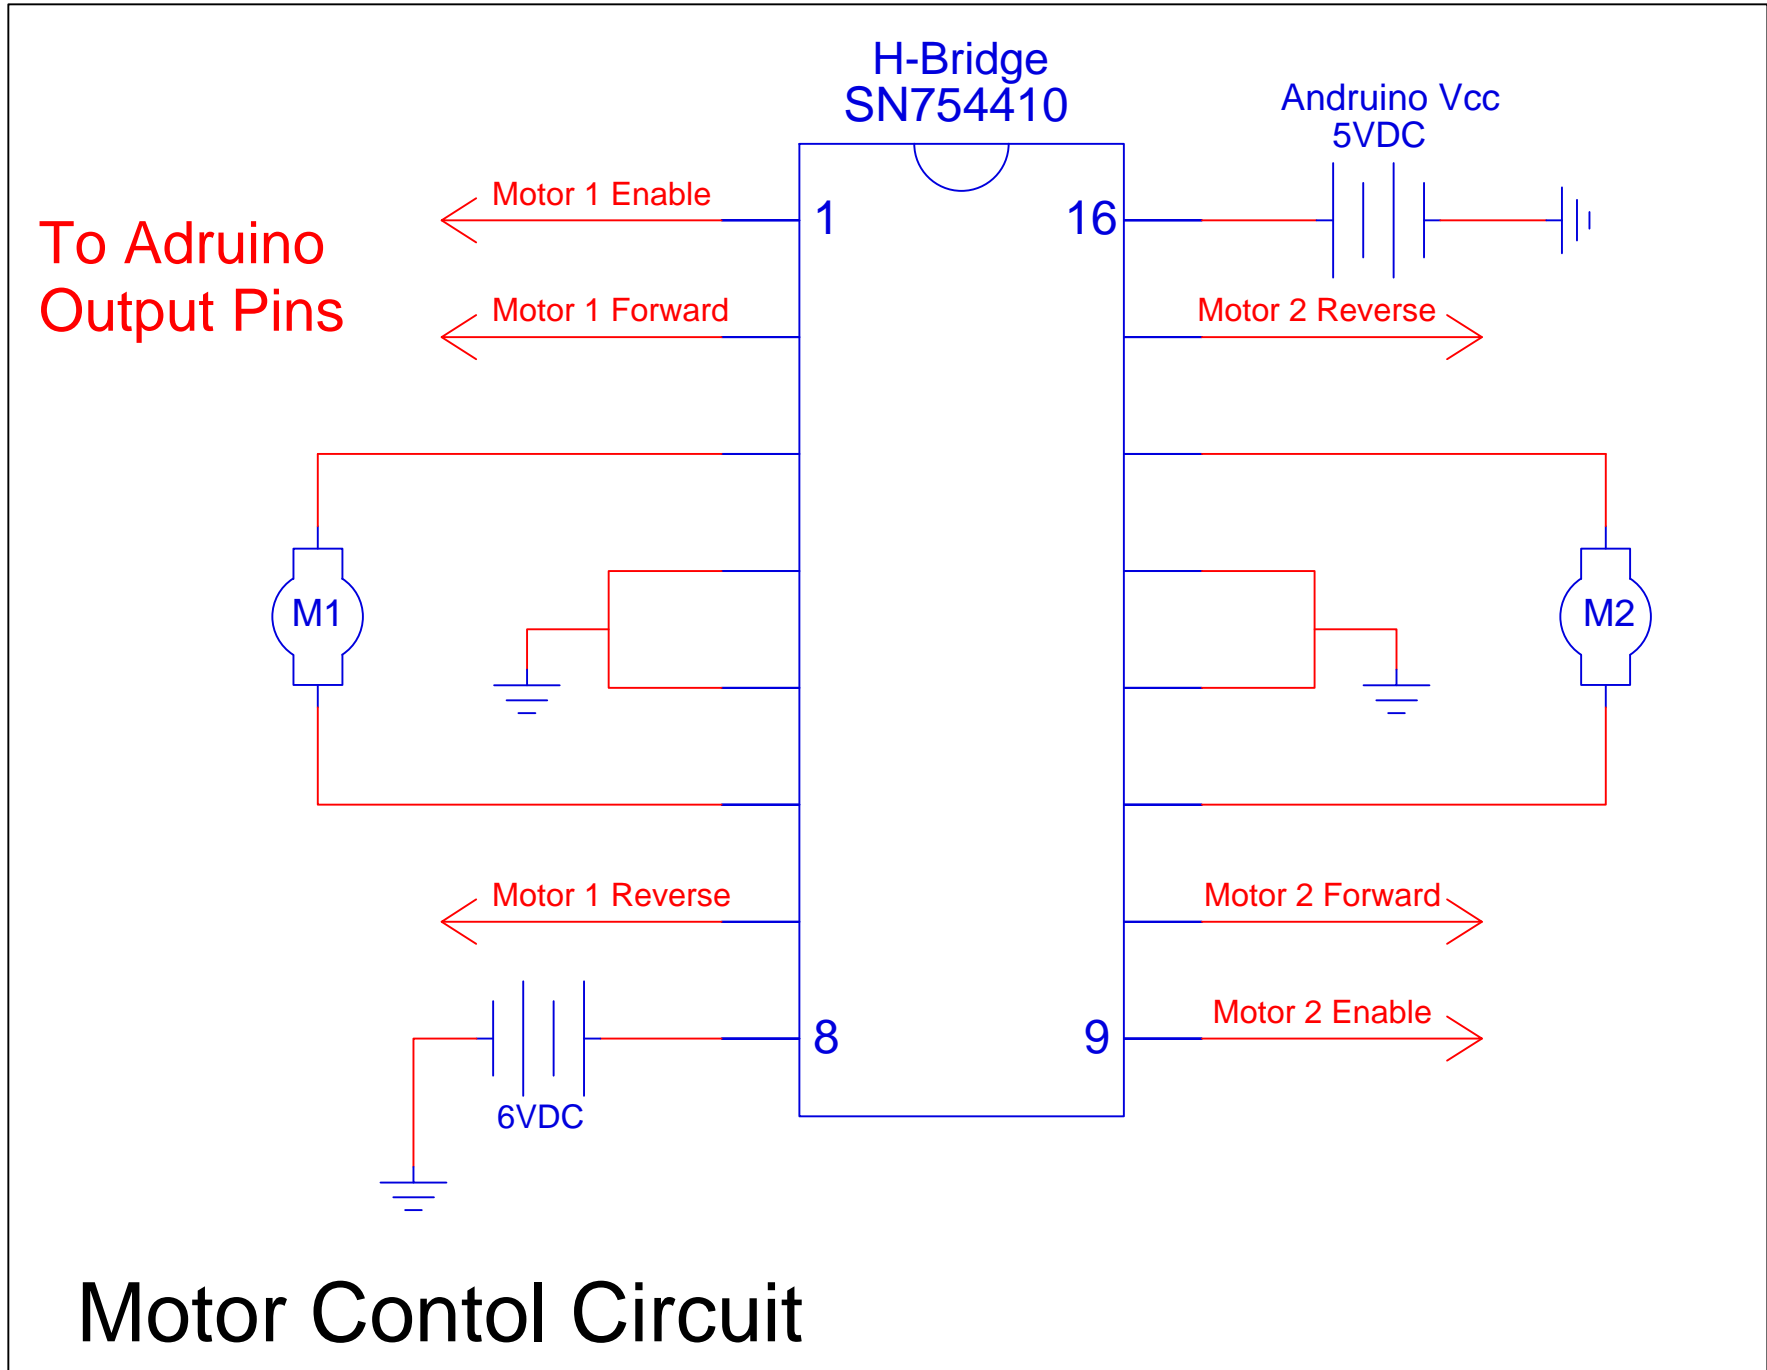 H-Bridge
SN754410
Andruino Vcc
5VDC
Motor 1 Enable
1
16
To Adruino
Output Pins
Motor 1 Forward
Motor 2 Reverse
M1
M2
Motor 1 Reverse
Motor 2 Forward
Motor 2 Enable
8
9
6VDC
Motor Contol Circuit